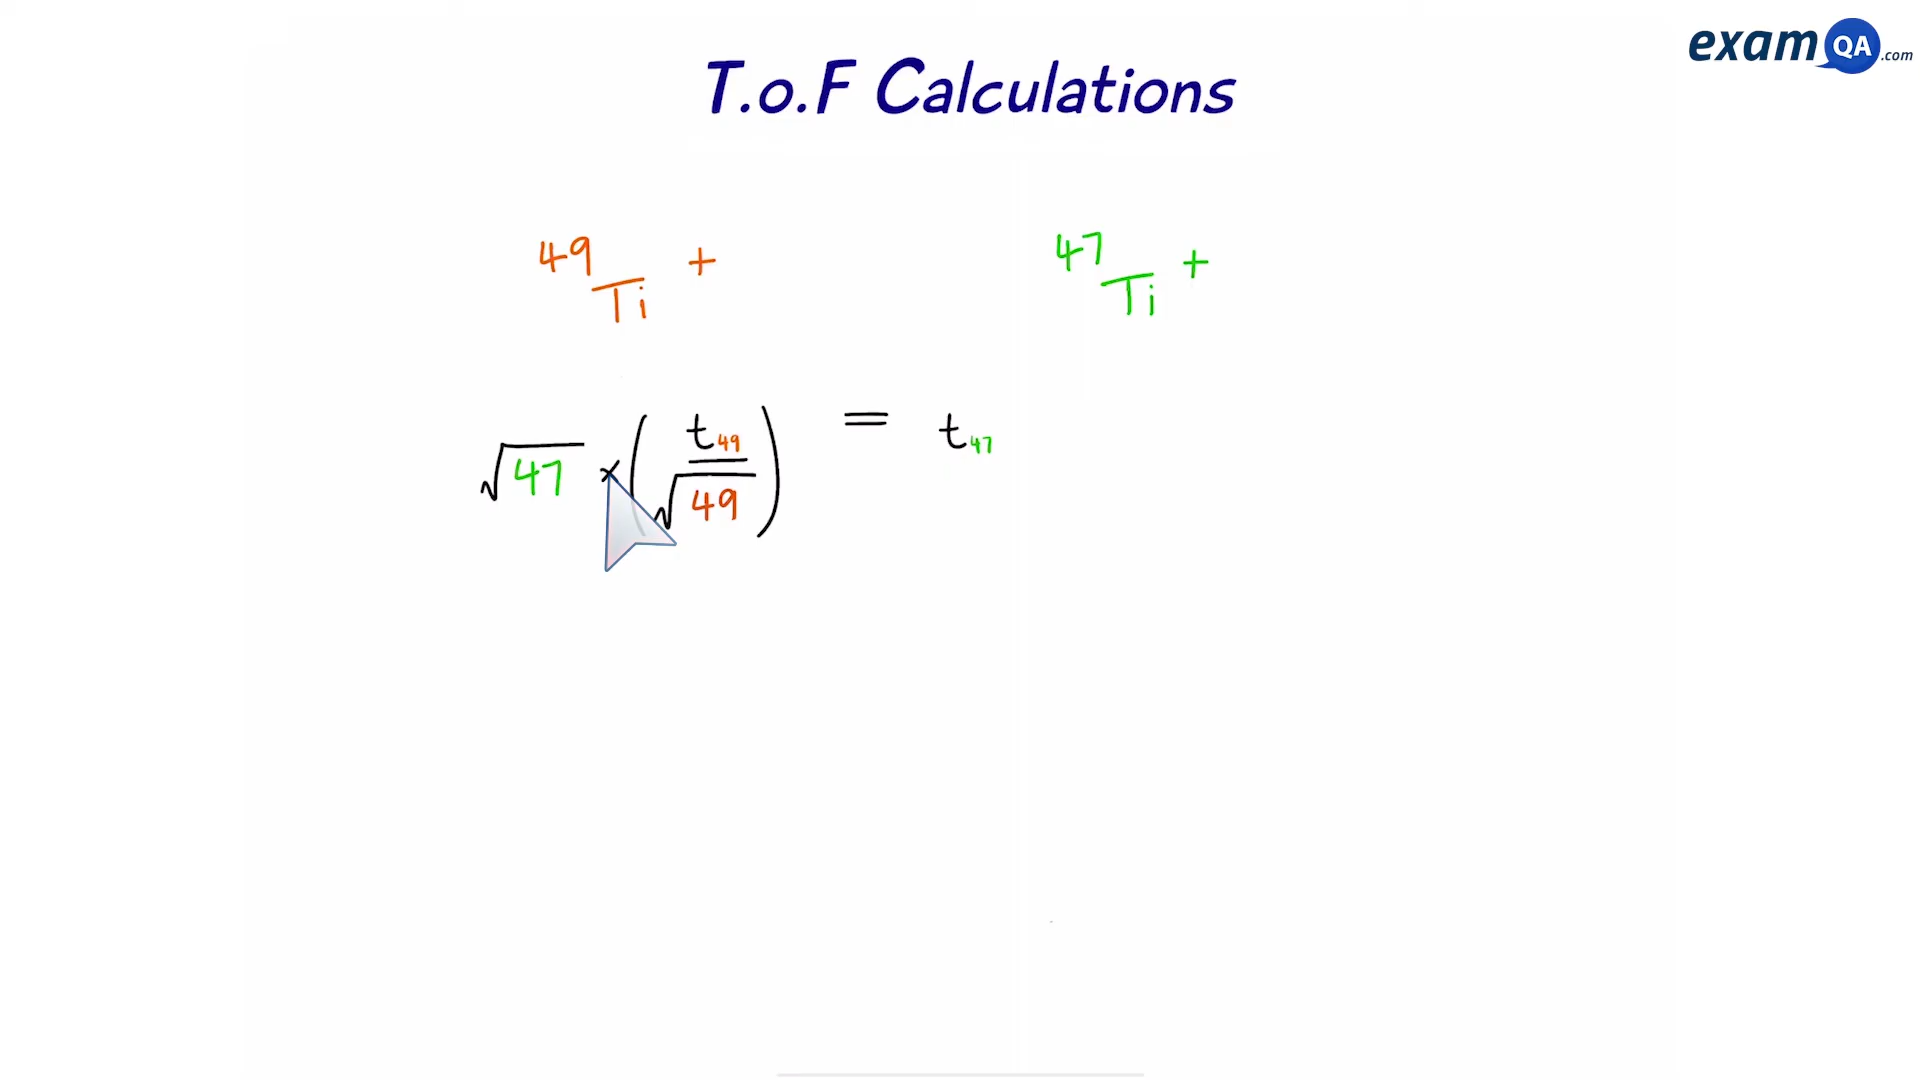 examQA.com
T.o.F Calculations
49Ti + 47Ti +
√47 × (t49/√49) = t47